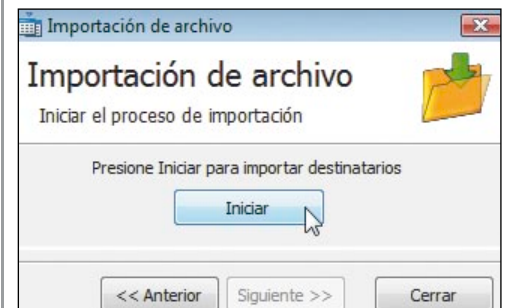 Importación de archivo
Importación de archivo
Iniciar el proceso de importación
Presione Iniciar para importar destinatarios
Iniciar
<< Anterior Siguiente >> Cerrar